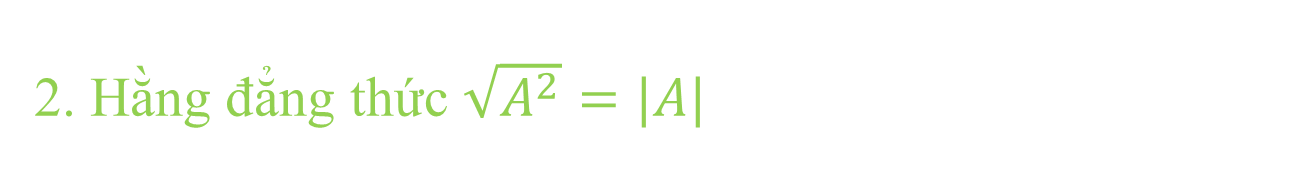 2. Hằng đẳng thức √A² = |A|